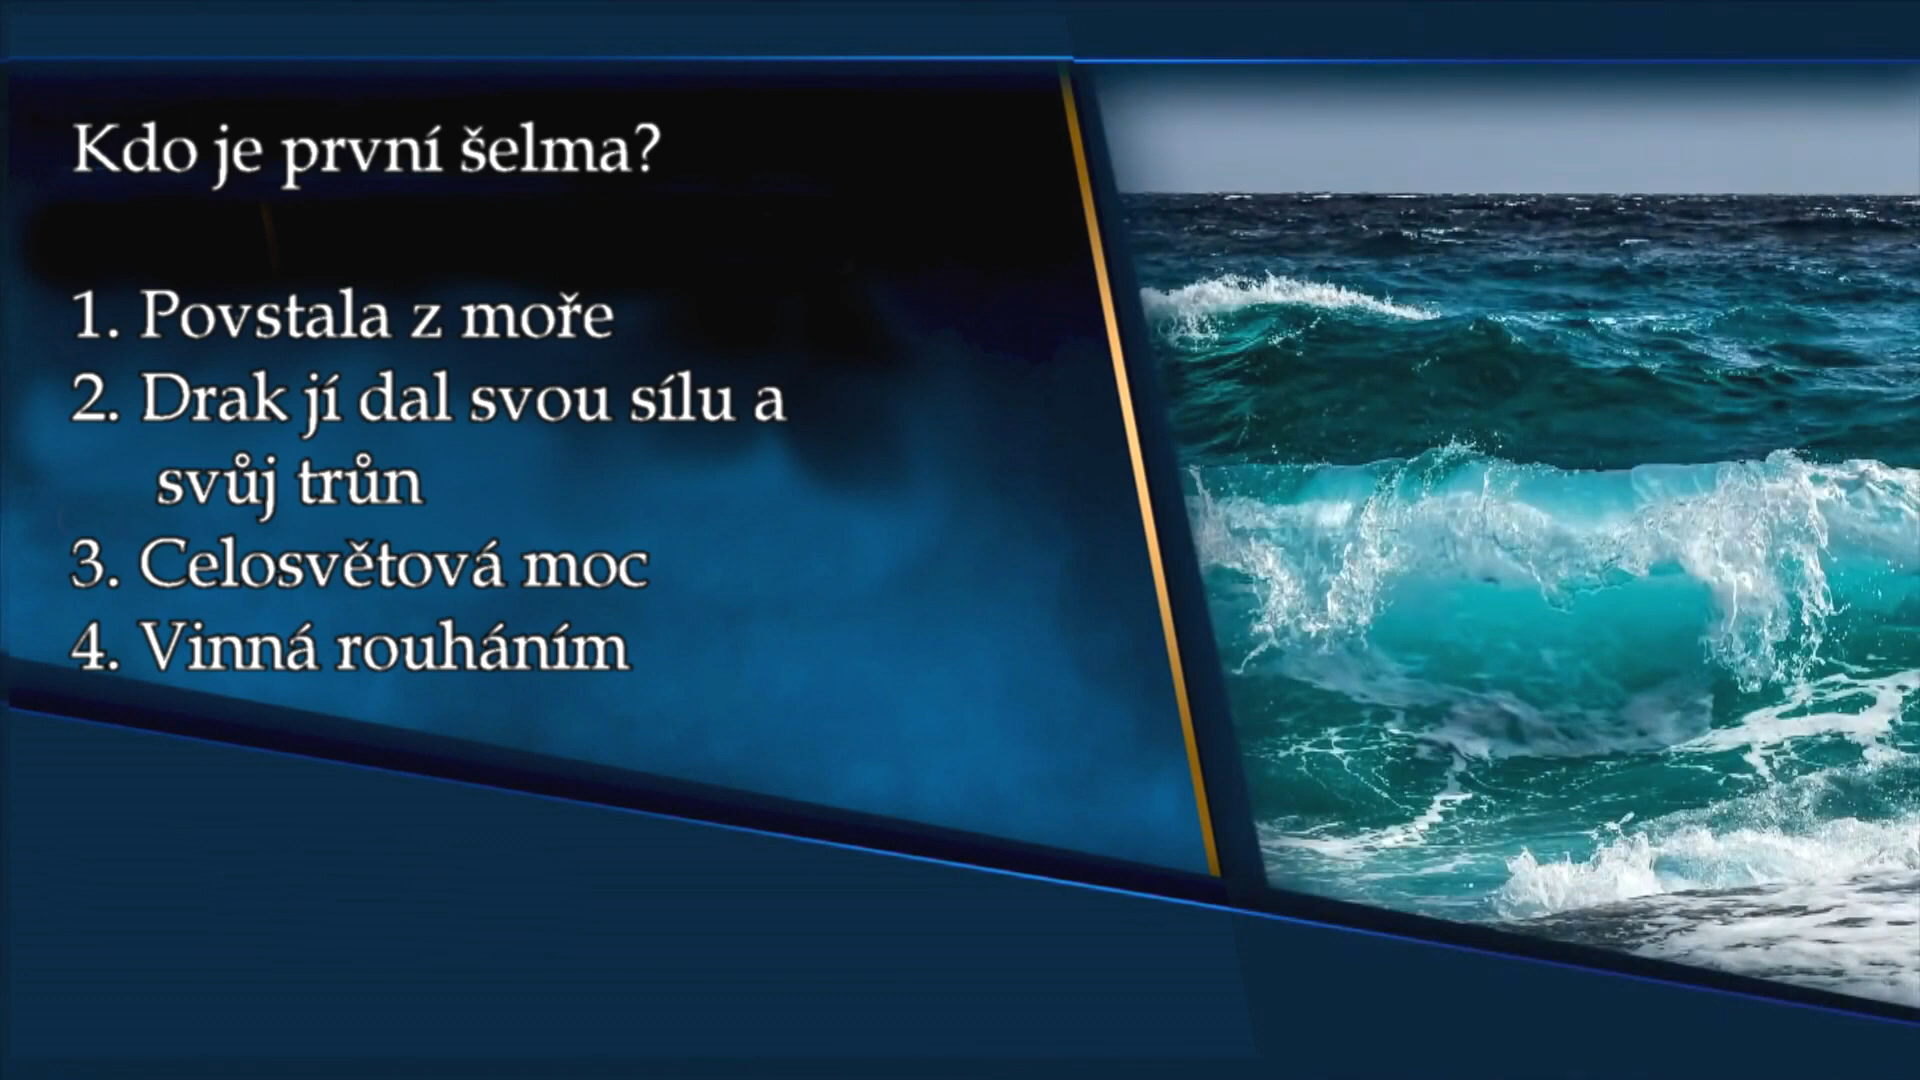 Kdo je první šelma?
1. Povstala z moře
2. Drak jí dal svou sílu a
svůj trůn
3. Celosvětová moc
4. Vinná rouháním